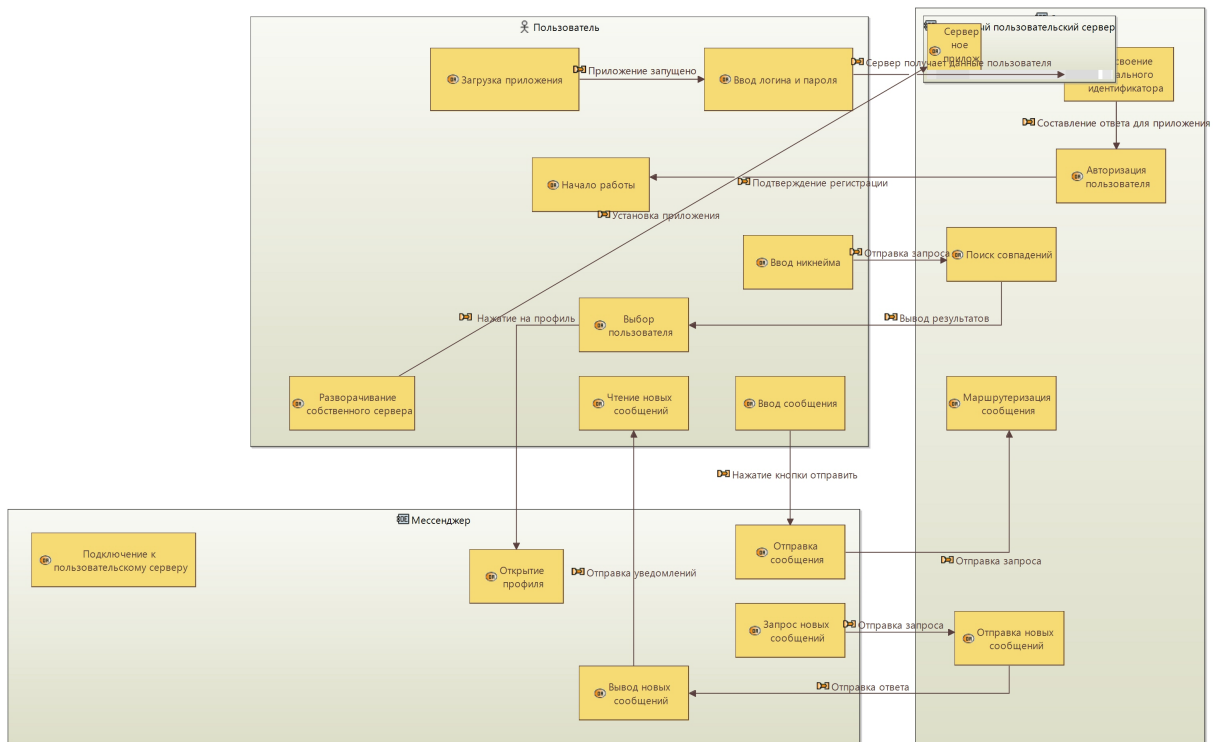 Пользователь
ый пользовательский сервер
Сервер
ное
прилож
Загрузка приложения
Приложение запущено
Ввод логина и пароля
Сервер получает данные пользователя
своение
ального
идентификатора
Составление ответа для приложения
Начало работы
Подтверждение регистрации
Авторизация
пользователя
Установка приложения
Ввод никнейма
Отправка запроса
Поиск совпадений
Нажатие на профиль
Выбор
пользователя
Вывод результатов
Разворачивание
собственного сервера
Чтение новых
сообщений
Ввод сообщения
Маршрутеризация
сообщения
Нажатие кнопки отправить
Мессенджер
Подключение к
пользовательскому серверу
Открытие
профиля
Отправка уведомлений
Отправка
сообщения
Отправка запроса
Запрос новых
сообщений
Отправка запроса
Отправка новых
сообщений
Вывод новых
сообщений
Отправка ответа